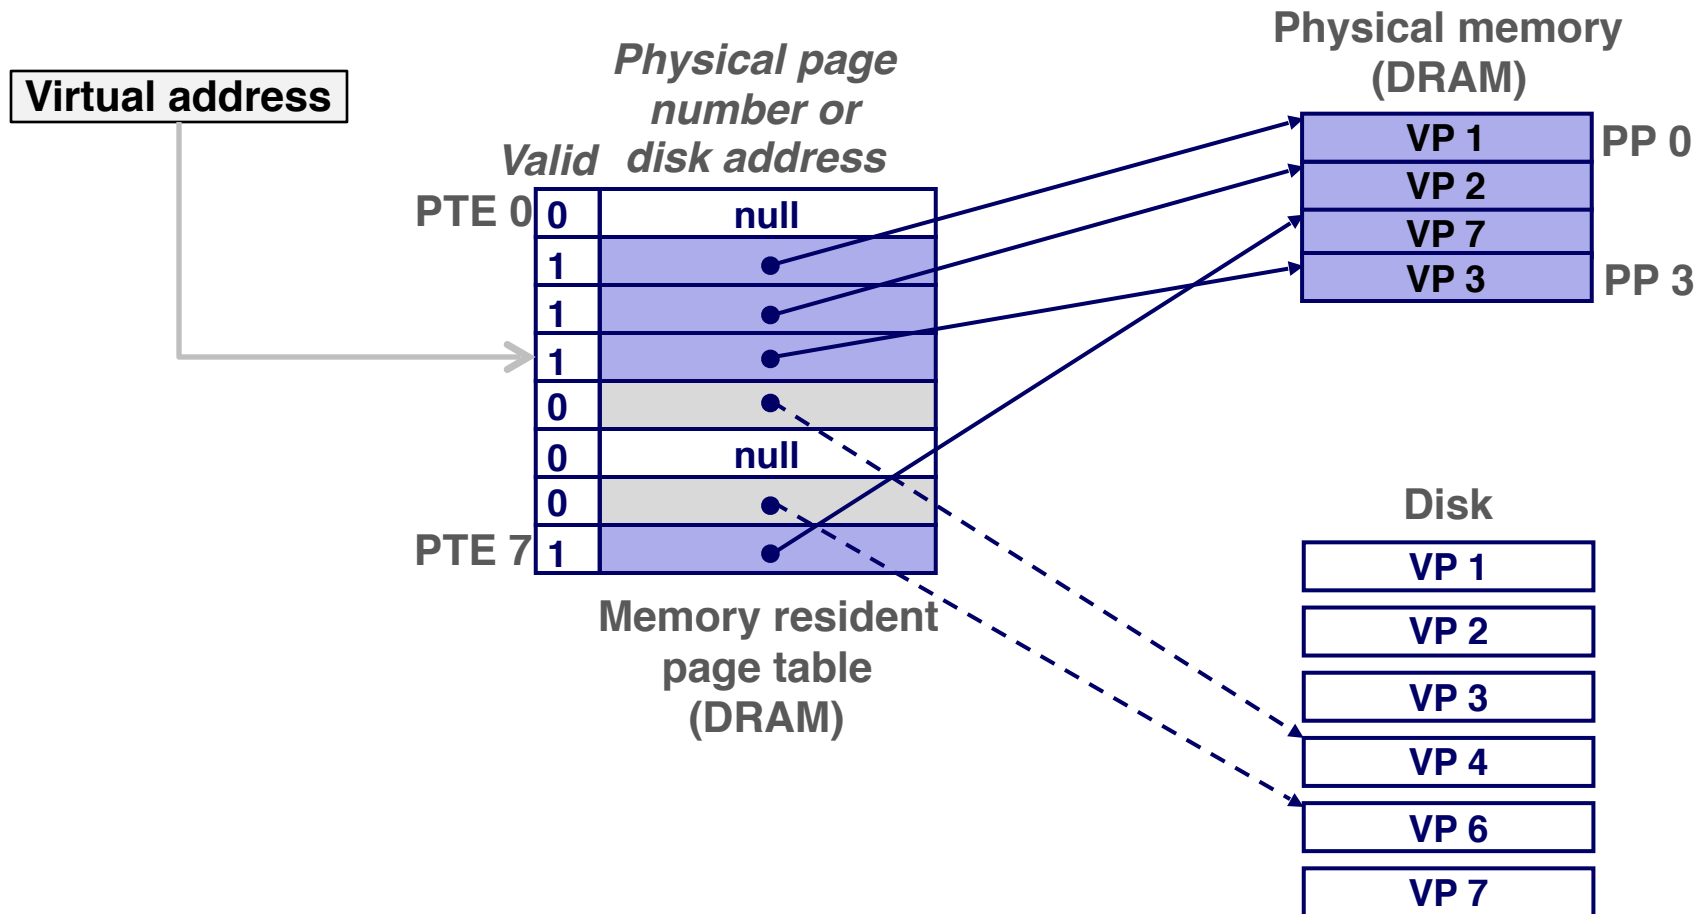 Virtual address
Physical page
number or
disk address
Valid
PTE 0
0
null
1
1
1
0
0
null
0
PTE 7
1
Memory resident
page table
(DRAM)
Physical memory
(DRAM)
VP 1
PP 0
VP 2
VP 7
VP 3
PP 3
Disk
VP 1
VP 2
VP 3
VP 4
VP 6
VP 7